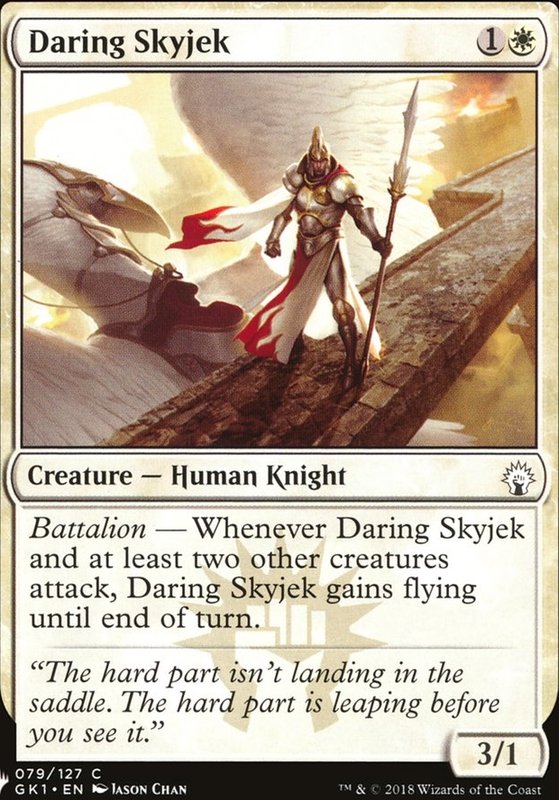 Daring Skyjek 1
Creature — Human Knight
Battalion — Whenever Daring Skyjek
and at least two other creatures
attack, Daring Skyjek gains flying
until end of turn.
“The hard part isn’t landing in the
saddle. The hard part is leaping before
you see it.”
3/1
079/127 C
GK1 • EN Jason Chan
™ & © 2018 Wizards of the Coast